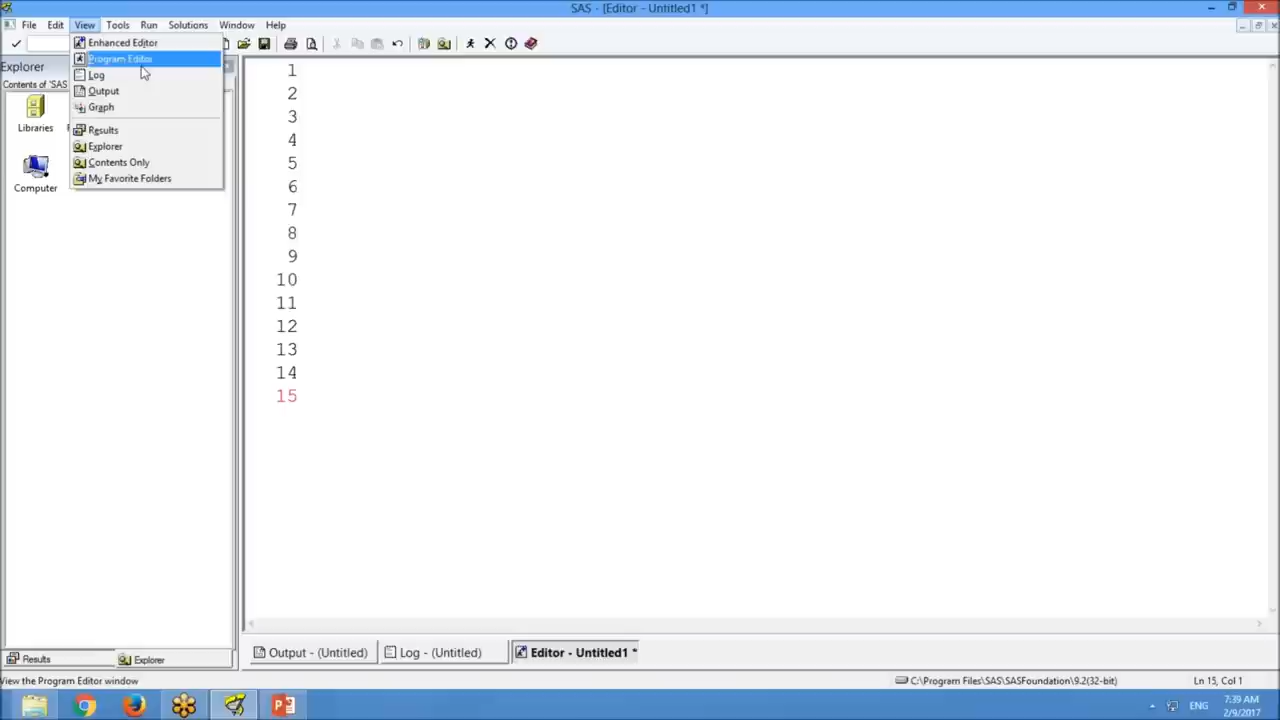 SAS - [Editor - Untitled1 *]
File Edit View Tools Run Solutions Window Help
Enhanced Editor
Program Editor
Log
Output
Graph
Results
Explorer
Contents Only
My Favorite Folders
Explorer
Contents of 'SAS
Libraries
Computer
1
2
3
4
5
6
7
8
9
10
11
12
13
14
15
Results Explorer
Output - (Untitled) Log - (Untitled) Editor - Untitled1 *
View the Program Editor window C:\Program Files\SAS\SASFoundation\9.2(32-bit) Ln 15, Col 1
ENG 7:39 AM
2/9/2017